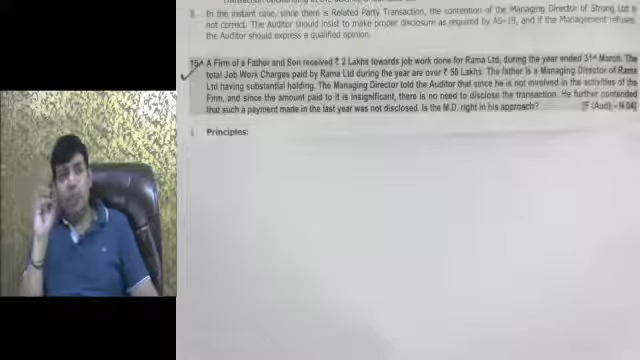 3. In the instant case, since there is Related Party Transaction, the contention of the Managing Director of Strong Ltd is
not correct. The Auditor should insist to make proper disclosure as required by AS-18, and if the Management refuses,
the Auditor should express a qualified opinion.
15. A Firm of a Father and Son received ₹ 2 Lakhs towards job work done for Rama Ltd, during the year ended 31st March. The
total Job Work Charges paid by Rama Ltd during the year are over ₹ 50 Lakhs. The father is a Managing Director of Rama
Ltd having substantial holding. The Managing Director told the Auditor that since he is not involved in the activities of the
Firm, and since the amount paid to it is insignificant, there is no need to disclose the transaction. He further contended
that such a payment made in the last year was not disclosed. Is the M.D. right in his approach? [F (Aud) – N 04]
Principles: